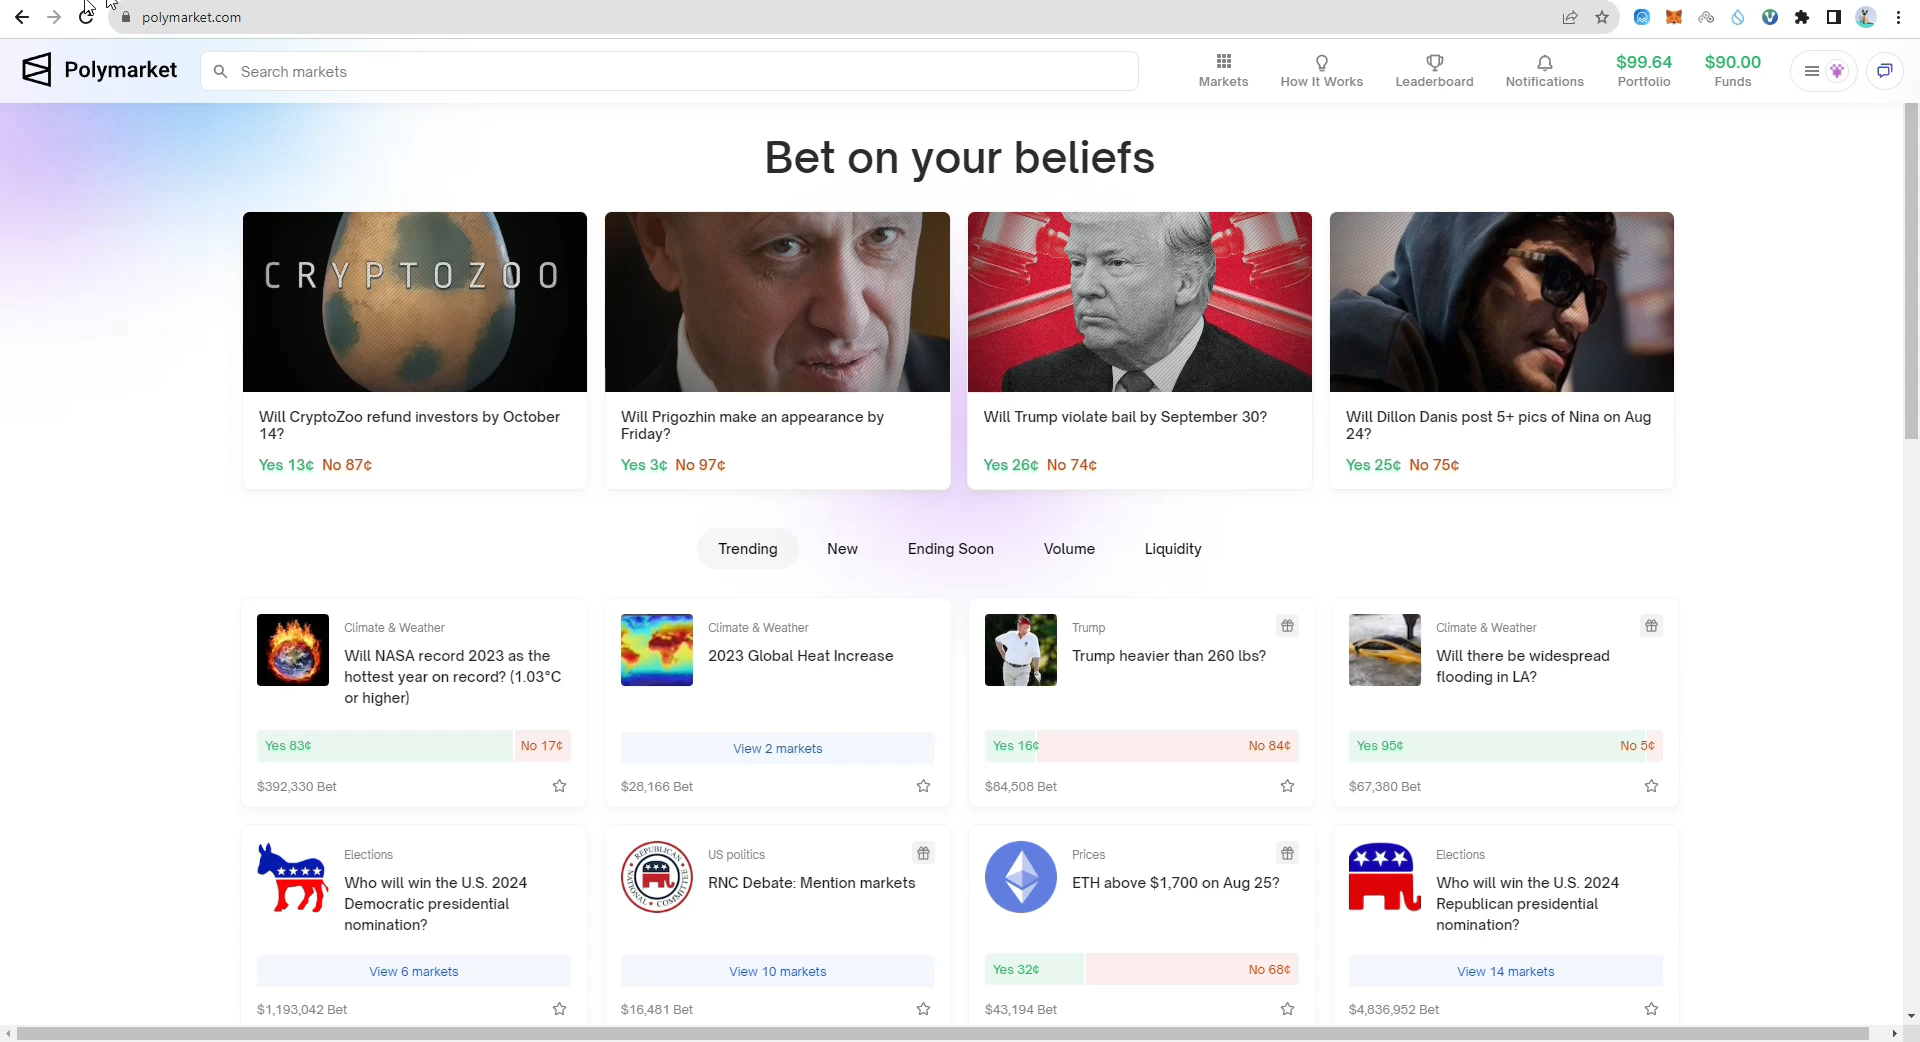 polymarket.com
Polymarket
Search markets
Markets
How It Works
Leaderboard
Notifications
$99.64
Portfolio
$90.00
Funds
Bet on your beliefs
CRYPTOZOO
Will CryptoZoo refund investors by October
14?
Yes 13¢ No 87¢
Will Prigozhin make an appearance by
Friday?
Yes 3¢ No 97¢
Will Trump violate bail by September 30?
Yes 26¢ No 74¢
Will Dillon Danis post 5+ pics of Nina on Aug
24?
Yes 25¢ No 75¢
Trending
New
Ending Soon
Volume
Liquidity
Climate & Weather
Will NASA record 2023 as the
hottest year on record? (1.03°C
or higher)
Yes 83¢
No 17¢
$392,330 Bet
Climate & Weather
2023 Global Heat Increase
View 2 markets
$28,166 Bet
Trump
Trump heavier than 260 lbs?
Yes 16¢
No 84¢
$84,508 Bet
Climate & Weather
Will there be widespread
flooding in LA?
Yes 95¢
No 5¢
$67,380 Bet
Elections
Who will win the U.S. 2024
Democratic presidential
nomination?
View 6 markets
$1,193,042 Bet
REPUBLICAN
NATIONAL COMMITTEE
US politics
RNC Debate: Mention markets
View 10 markets
$16,481 Bet
Prices
ETH above $1,700 on Aug 25?
Yes 32¢
No 68¢
$43,194 Bet
Elections
Who will win the U.S. 2024
Republican presidential
nomination?
View 14 markets
$4,836,952 Bet